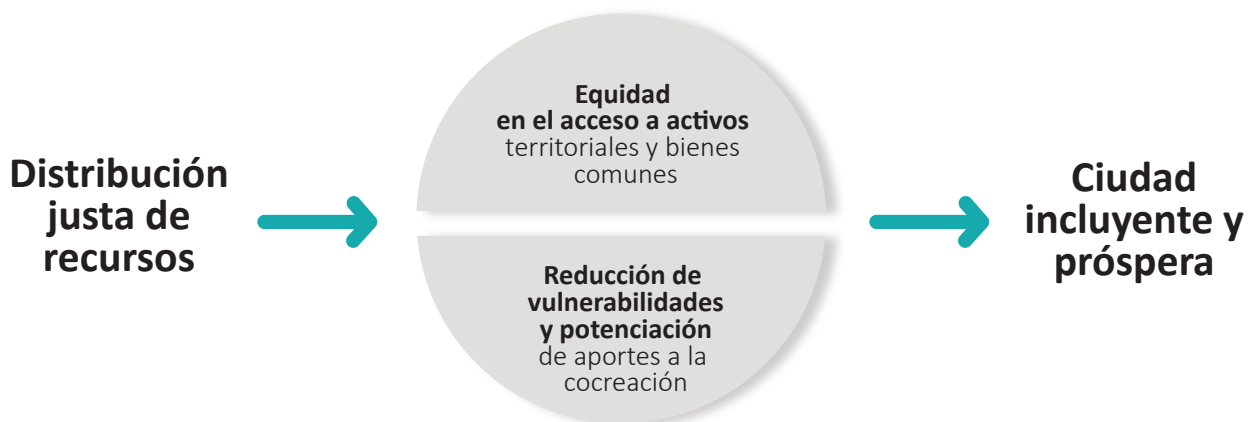 Distribución
justa de
recursos
Equidad
en el acceso a activos
territoriales y bienes
comunes
Reducción de
vulnerabilidades
y potenciación
de aportes a la
cocreación
Ciudad
incluyente y
próspera